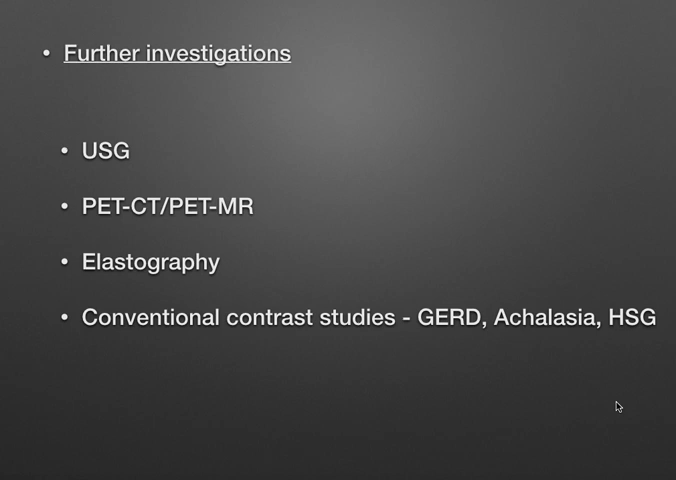 • Further investigations
• USG
• PET-CT/PET-MR
• Elastography
• Conventional contrast studies - GERD, Achalasia, HSG